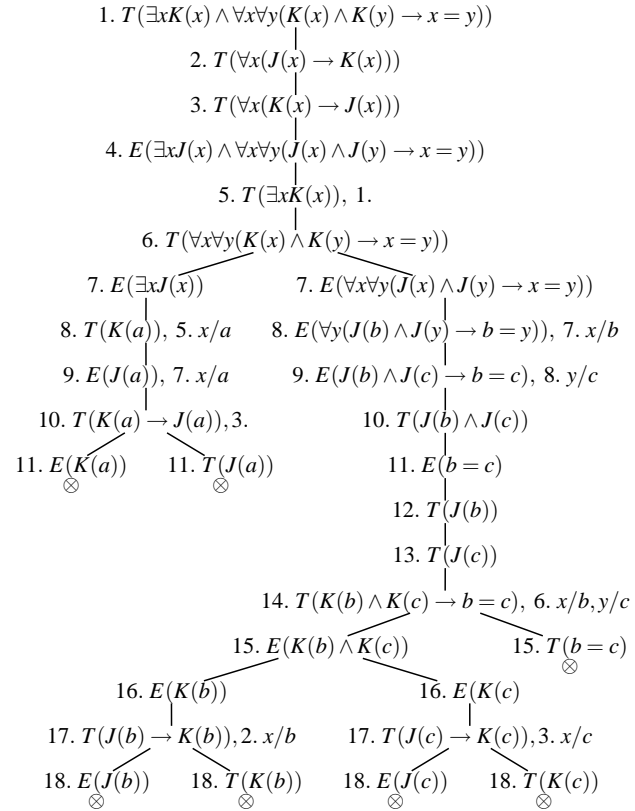 1. T(∃xK(x) ∧ ∀x∀y(K(x) ∧ K(y) → x = y))
2. T(∀x(J(x) → K(x)))
3. T(∀x(K(x) → J(x)))
4. E(∃xJ(x) ∧ ∀x∀y(J(x) ∧ J(y) → x = y))
5. T(∃xK(x)), 1.
6. T(∀x∀y(K(x) ∧ K(y) → x = y))
7. E(∃xJ(x)) 7. E(∀x∀y(J(x) ∧ J(y) → x = y))
8. T(K(a)), 5. x/a 8. E(∀y(J(b) ∧ J(y) → b = y)), 7. x/b
9. E(J(a)), 7. x/a 9. E(J(b) ∧ J(c) → b = c), 8. y/c
10. T(K(a) → J(a)),3. 10. T(J(b) ∧ J(c))
11. E(K(a)) 11. T(J(a)) 11. E(b = c)
⊗ ⊗
12. T(J(b))
13. T(J(c))
14. T(K(b) ∧ K(c) → b = c), 6. x/b,y/c
15. E(K(b) ∧ K(c)) 15. T(b = c)
⊗
16. E(K(b)) 16. E(K(c)
17. T(J(b) → K(b)),2. x/b 17. T(J(c) → K(c)),3. x/c
18. E(J(b)) 18. T(K(b)) 18. E(J(c)) 18. T(K(c))
⊗ ⊗ ⊗ ⊗